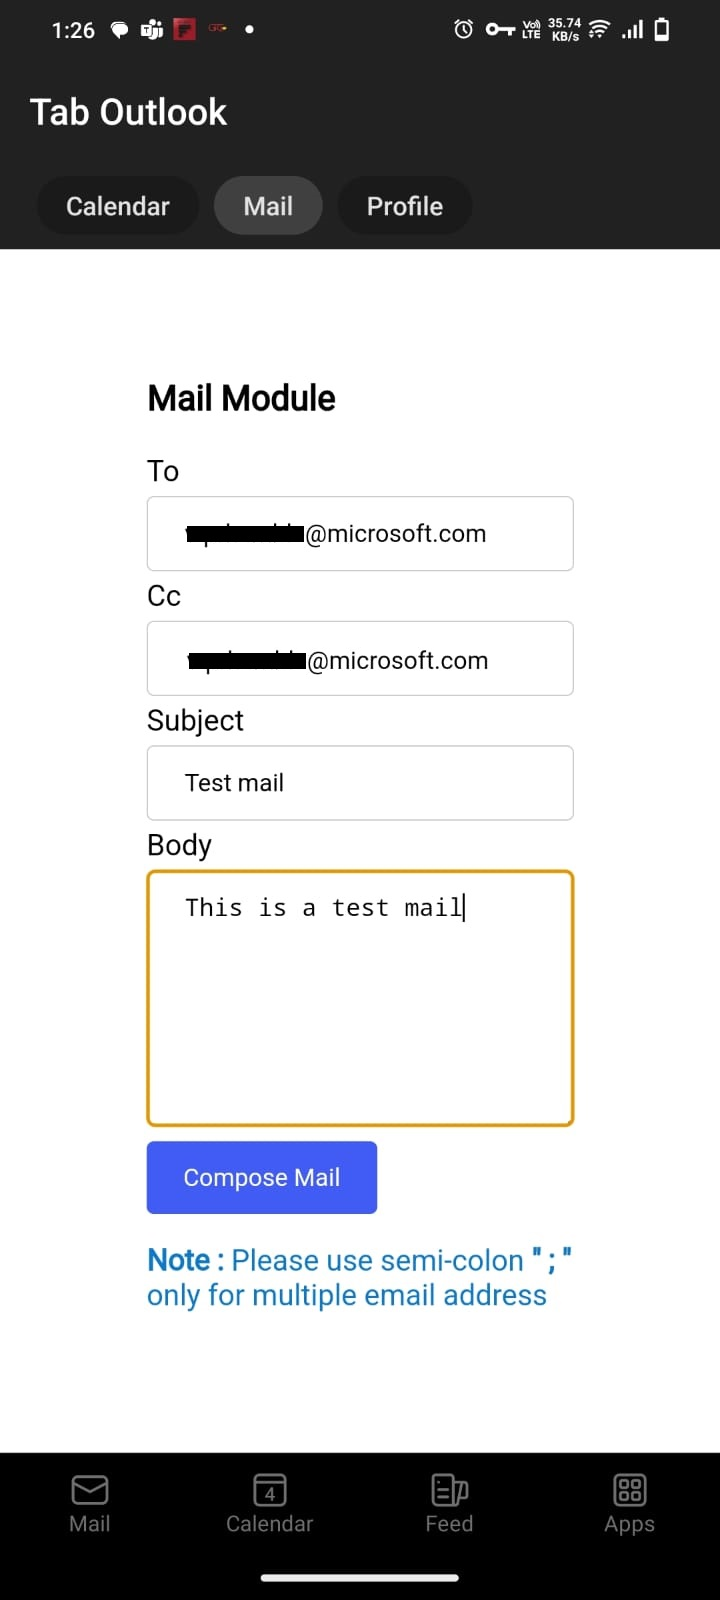 1:26 Vo) LTE 35.74 KB/s
Tab Outlook
Calendar Mail Profile
Mail Module
To
@microsoft.com
Cc
@microsoft.com
Subject
Test mail
Body
This is a test mail
Compose Mail
Note : Please use semi-colon " ; "
only for multiple email address
4
Mail Calendar Feed Apps